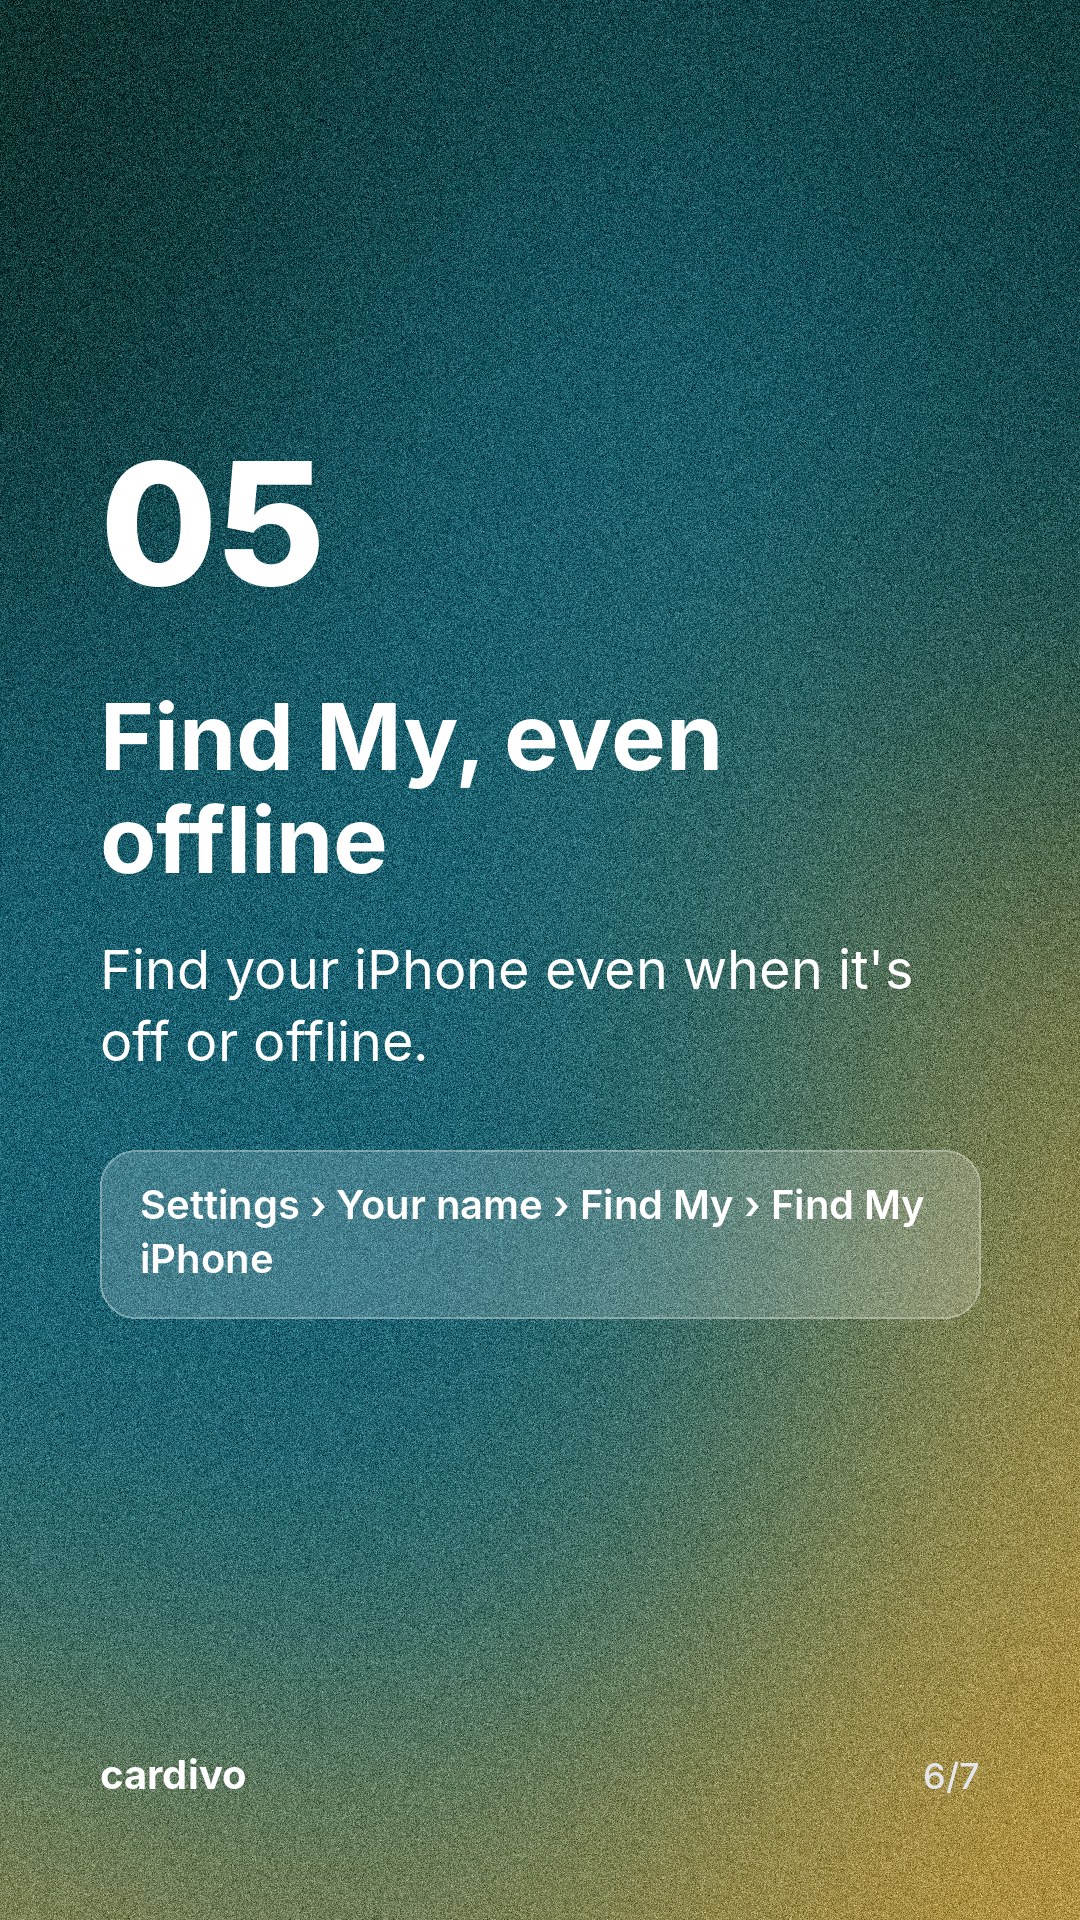 05
Find My, even
offline
Find your iPhone even when it's
off or offline.
Settings › Your name › Find My › Find My
iPhone
cardivo
6/7